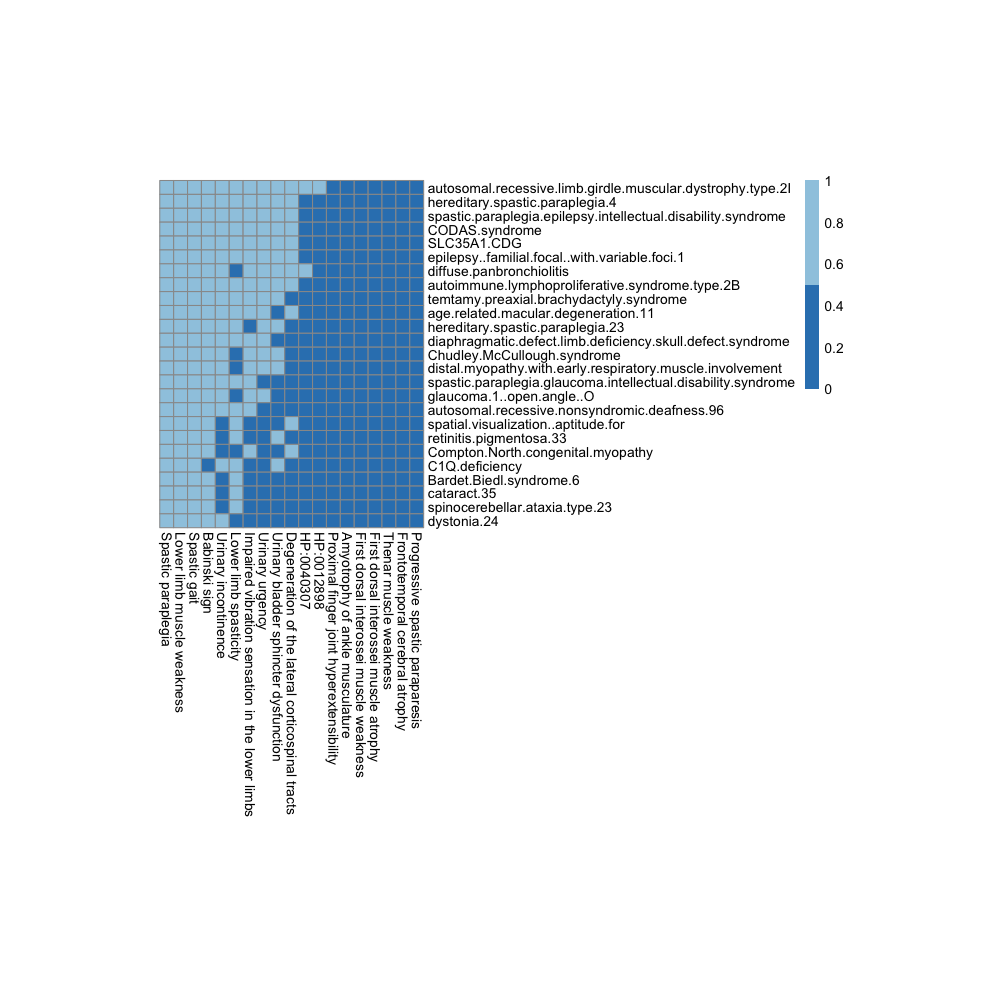 autosomal.recessive.limb.girdle.muscular.dystrophy.type.2I
hereditary.spastic.paraplegia.4
spastic.paraplegia.epilepsy.intellectual.disability.syndrome
CODAS.syndrome
SLC35A1.CDG
epilepsy..familial.focal..with.variable.foci.1
diffuse.panbronchiolitis
autoimmune.lymphoproliferative.syndrome.type.2B
temtamy.preaxial.brachydactyly.syndrome
age.related.macular.degeneration.11
hereditary.spastic.paraplegia.23
diaphragmatic.defect.limb.deficiency.skull.defect.syndrome
Chudley.McCullough.syndrome
distal.myopathy.with.early.respiratory.muscle.involvement
spastic.paraplegia.glaucoma.intellectual.disability.syndrome
glaucoma.1..open.angle..O
autosomal.recessive.nonsyndromic.deafness.96
spatial.visualization..aptitude.for
retinitis.pigmentosa.33
Compton.North.congenital.myopathy
C1Q.deficiency
Bardet.Biedl.syndrome.6
cataract.35
spinocerebellar.ataxia.type.23
dystonia.24
1
0.8
0.6
0.4
0.2
0
Spastic paraplegia
Lower limb muscle weakness
Spastic gait
Babinski sign
Urinary incontinence
Lower limb spasticity
Impaired vibration sensation in the lower limbs
Urinary urgency
Urinary bladder sphincter dysfunction
Degeneration of the lateral corticospinal tracts
HP:0040307
HP:0012898
Proximal finger joint hyperextensibility
Amyotrophy of ankle musculature
First dorsal interossei muscle weakness
First dorsal interossei muscle atrophy
Thenar muscle weakness
Frontotemporal cerebral atrophy
Progressive spastic paraparesis